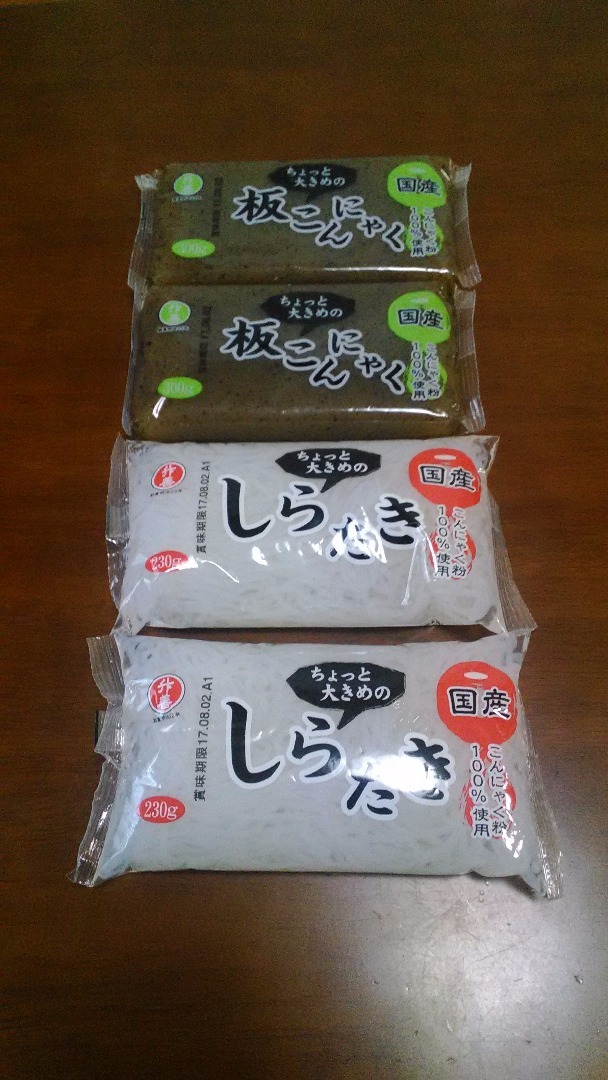 ちょっと
大きめの
板こんにゃく
国産
こんにゃく粉
100%使用
300g
ちょっと
大きめの
板こんにゃく
国産
こんにゃく粉
100%使用
300g
升喜
ちょっと
大きめの
しらたき
国産
こんにゃく粉
100%使用
賞味期限17.08.02.A1
230g
升喜
ちょっと
大きめの
しらたき
国産
こんにゃく粉
100%使用
賞味期限17.08.02.A1
230g